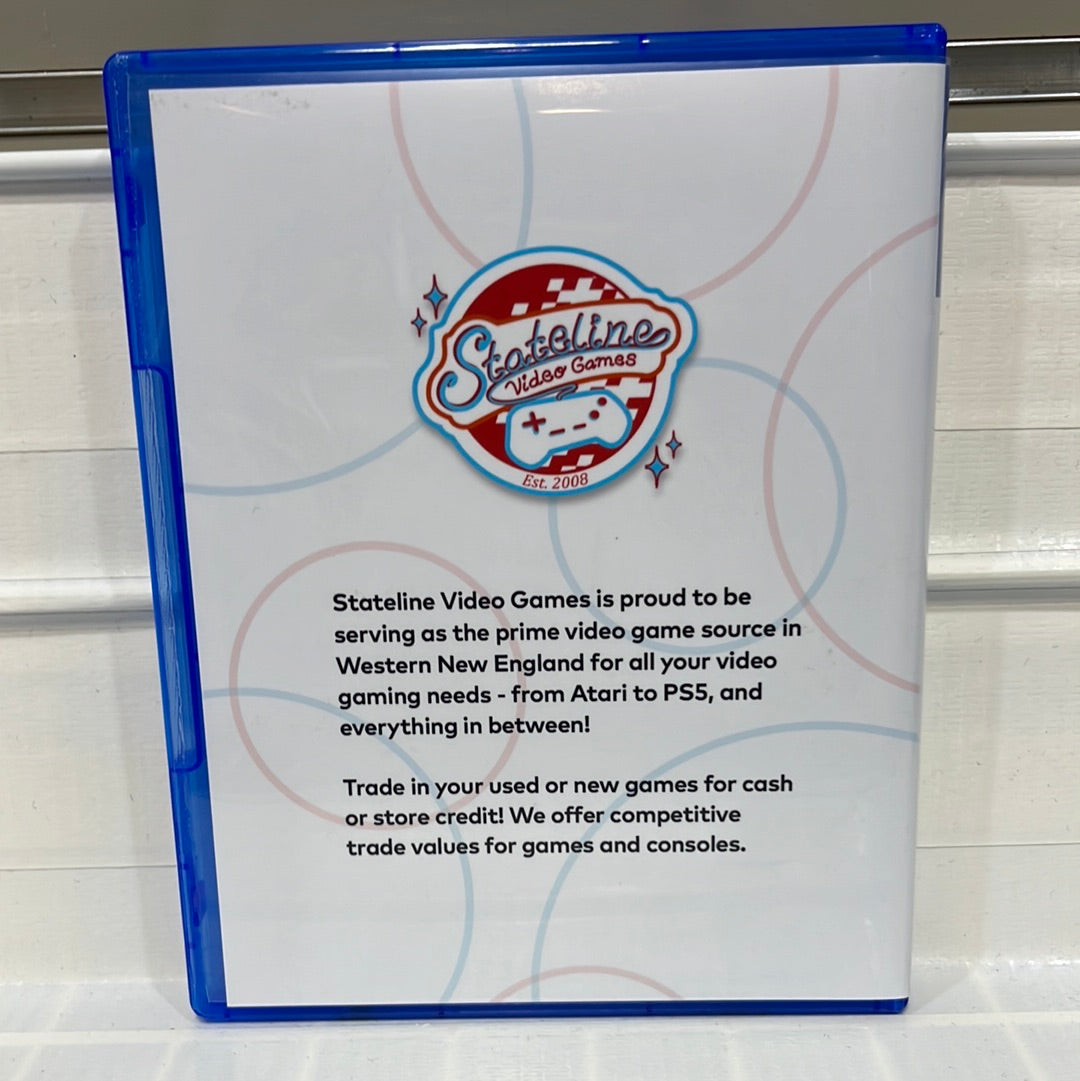 Stateline
Video Games
Est. 2008
Stateline Video Games is proud to be
serving as the prime video game source in
Western New England for all your video
gaming needs - from Atari to PS5, and
everything in between!
Trade in your used or new games for cash
or store credit! We offer competitive
trade values for games and consoles.